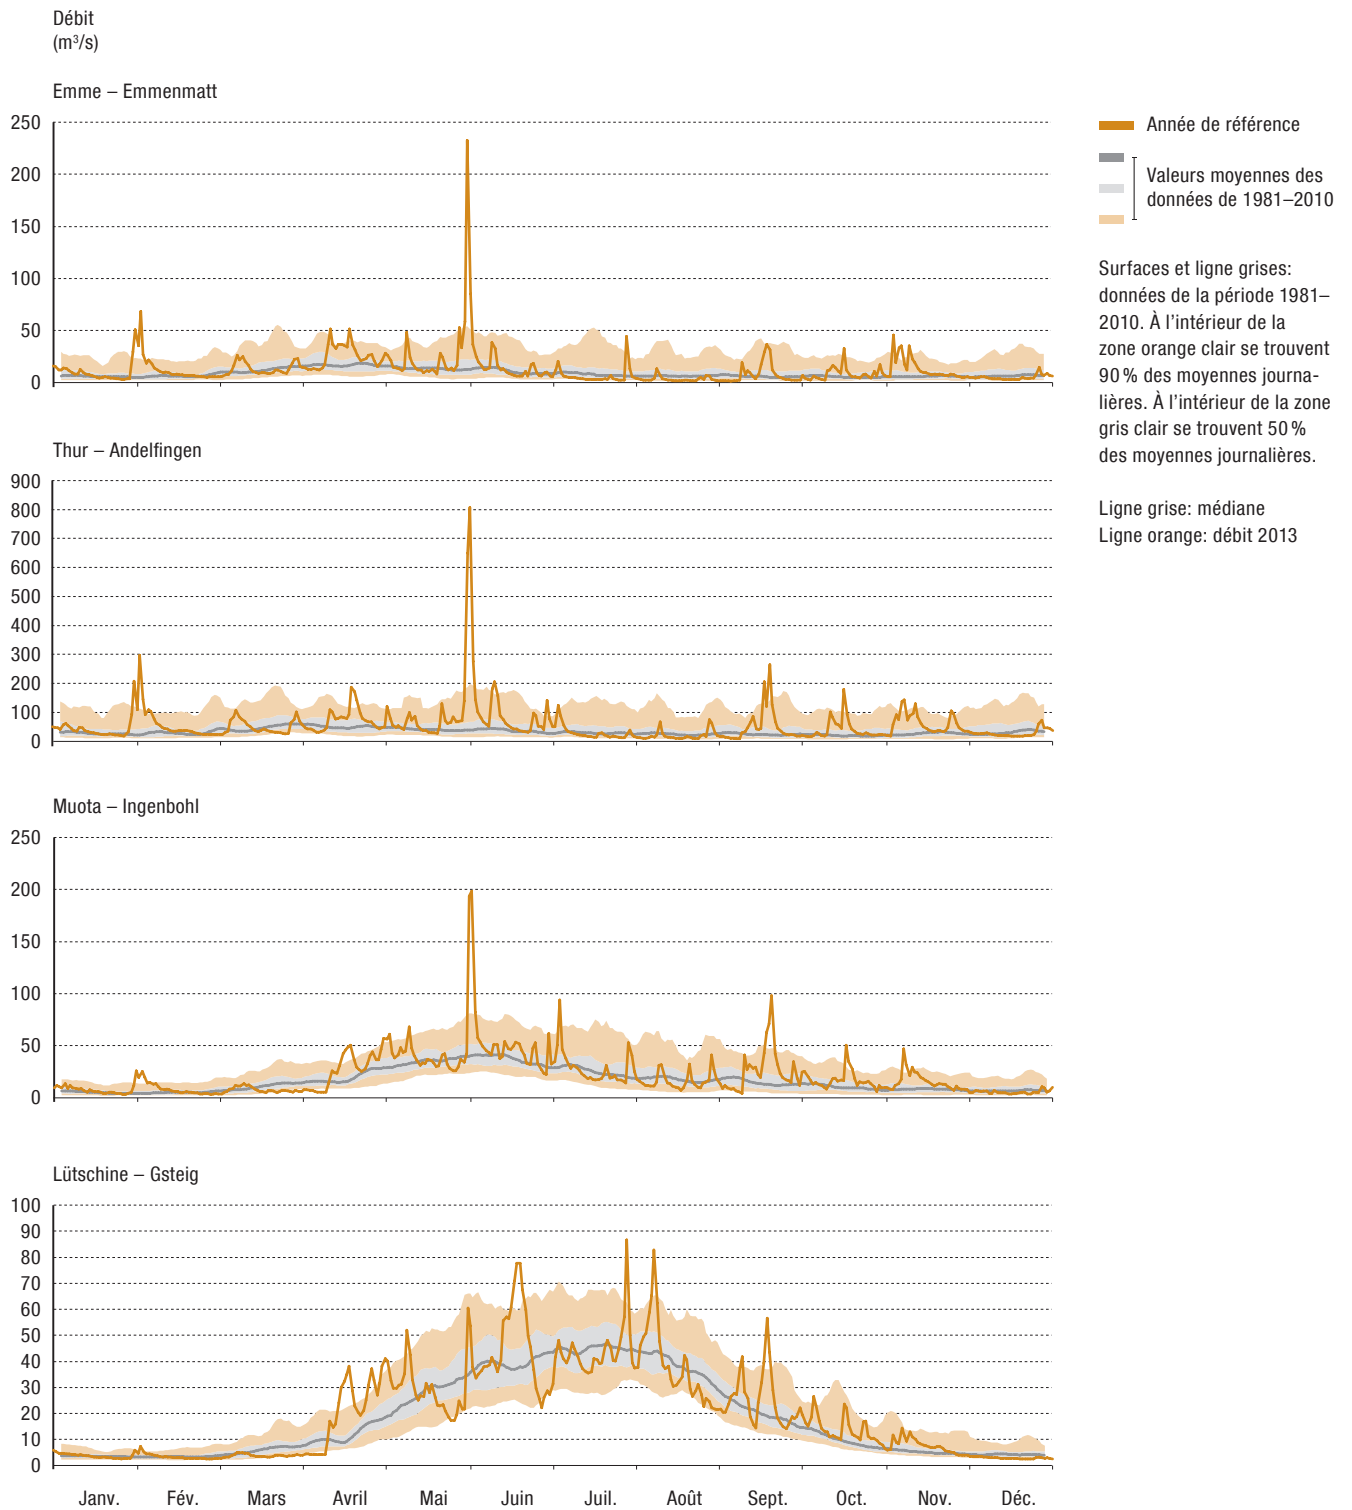 Débit
(m³/s)
Emme – Emmenmatt
250
200
150
100
50
0
Thur – Andelfingen
900
800
700
600
500
400
300
200
100
0
Muota – Ingenbohl
250
200
150
100
50
0
Lütschine – Gsteig
100
90
80
70
60
50
40
30
20
10
0
Janv. Fév. Mars Avril Mai Juin Juil. Août Sept. Oct. Nov. Déc.
Année de référence
Valeurs moyennes des
données de 1981–2010
Surfaces et ligne grises:
données de la période 1981–
2010. À l'intérieur de la
zone orange clair se trouvent
90 % des moyennes journa-
lières. À l'intérieur de la zone
gris clair se trouvent 50 %
des moyennes journalières.
Ligne grise: médiane
Ligne orange: débit 2013